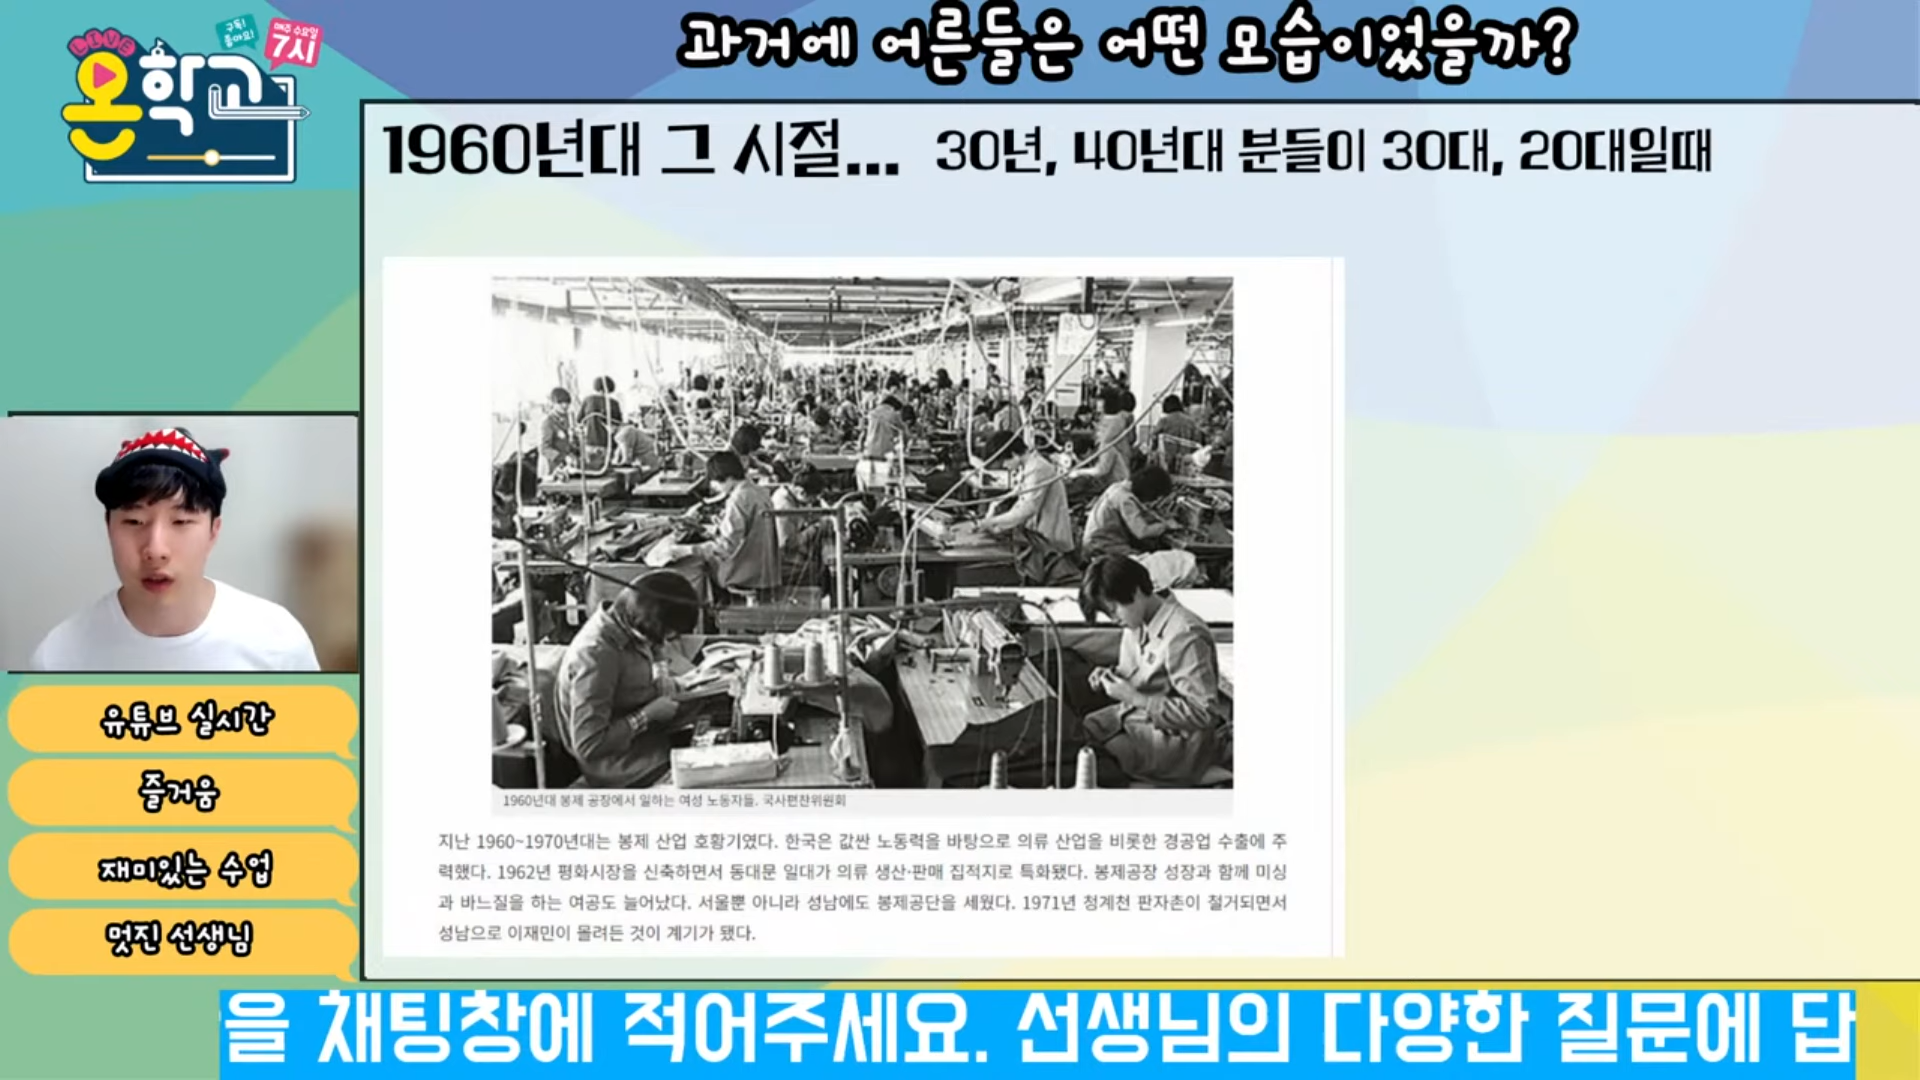 LIVE
온학교
구독!
좋아요!
매주 수요일
7시
과거에 어른들은 어떤 모습이었을까?
1960년대 그 시절... 30년, 40년대 분들이 30대, 20대일때
1960년대 봉제 공장에서 일하는 여성 노동자들. 국사편찬위원회
지난 1960~1970년대는 봉제 산업 호황기였다. 한국은 값싼 노동력을 바탕으로 의류 산업을 비롯한 경공업 수출에 주
력했다. 1962년 평화시장을 신축하면서 동대문 일대가 의류 생산·판매 집적지로 특화됐다. 봉제공장 성장과 함께 미싱
과 바느질을 하는 여공도 늘어났다. 서울뿐 아니라 성남에도 봉제공단을 세웠다. 1971년 청계천 판자촌이 철거되면서
성남으로 이재민이 몰려든 것이 계기가 됐다.
유튜브 실시간
즐거움
재미있는 수업
멋진 선생님
을 채팅창에 적어주세요. 선생님의 다양한 질문에 답